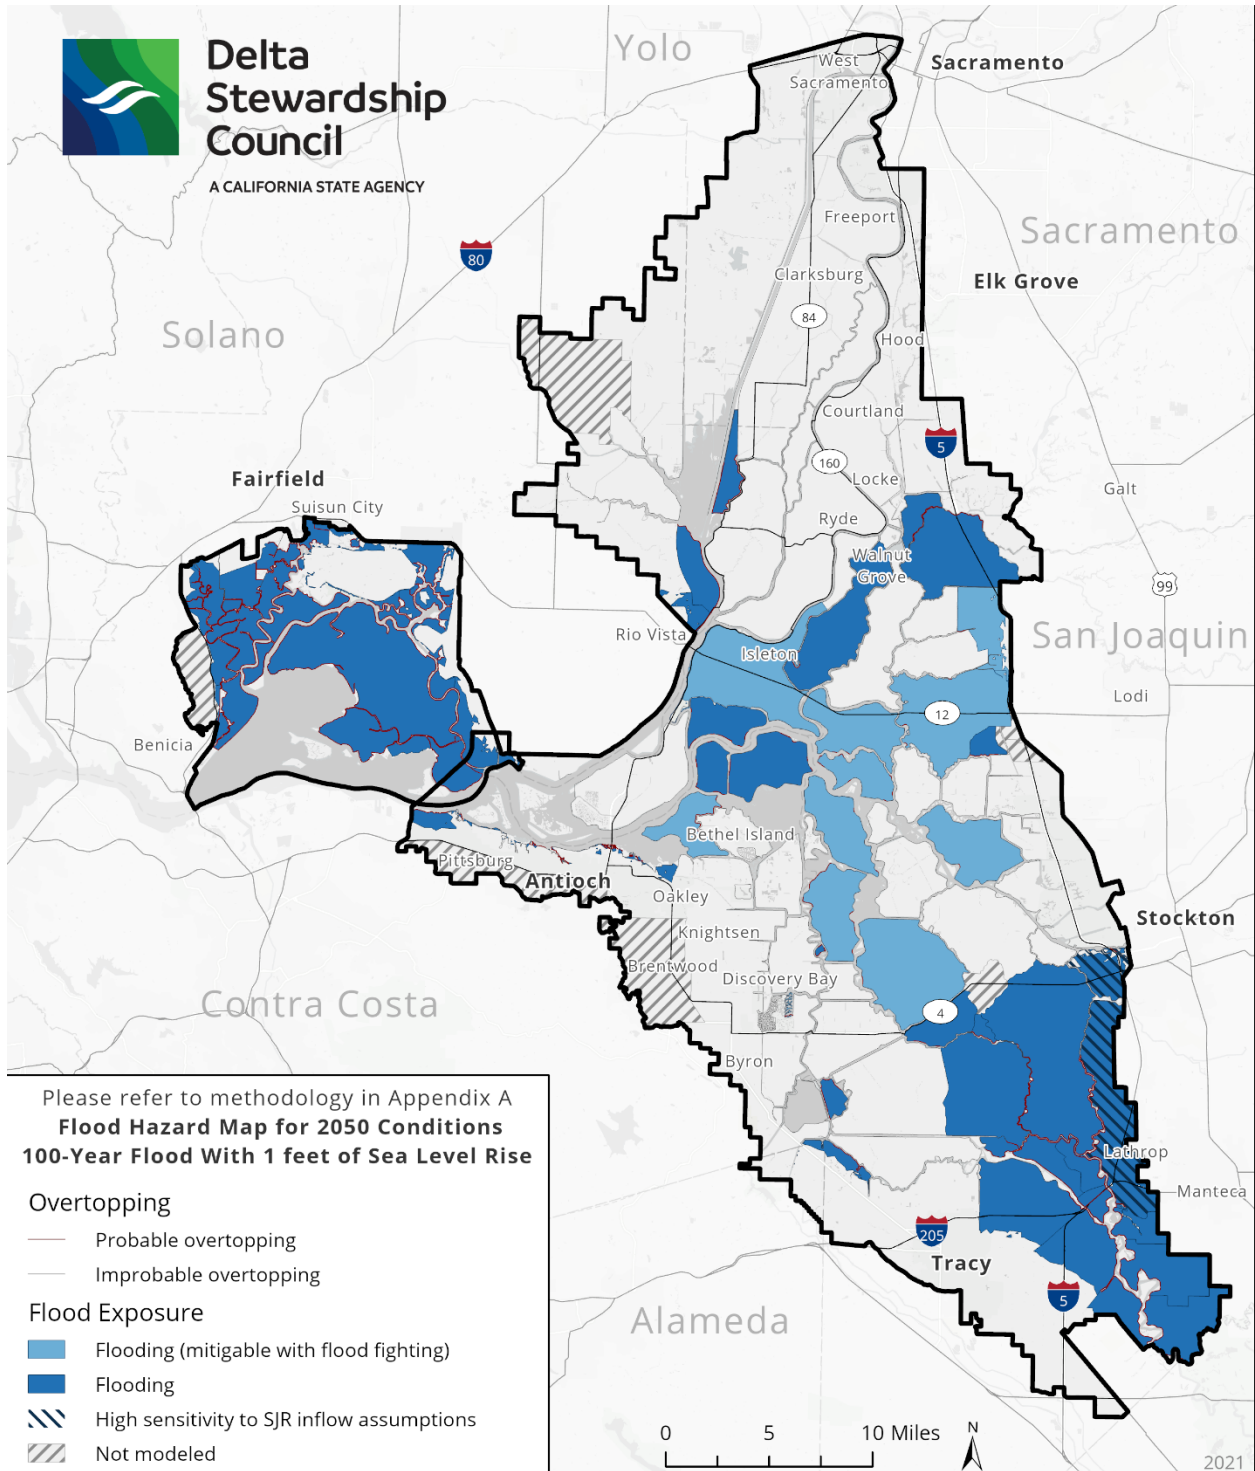 Delta
Stewardship
Council
A CALIFORNIA STATE AGENCY
Yolo
West
Sacramento
Sacramento
Freeport
Sacramento
80
Clarksburg
Elk Grove
84
Solano
Hood
Courtland
5
160
Fairfield
Locke
Galt
Suisun City
Ryde
Walnut
Grove
99
Rio Vista
San Joaquin
Isleton
Lodi
12
Benicia
Bethel Island
Pittsburg
Antioch
Oakley
Stockton
Knightsen
Brentwood
Discovery Bay
Contra Costa
4
Byron
Lathrop
Manteca
205
Tracy
5
Alameda
Please refer to methodology in Appendix A
Flood Hazard Map for 2050 Conditions
100-Year Flood With 1 feet of Sea Level Rise
Overtopping
Probable overtopping
Improbable overtopping
Flood Exposure
Flooding (mitigable with flood fighting)
Flooding
High sensitivity to SJR inflow assumptions
Not modeled
0 5 10 Miles
N
2021